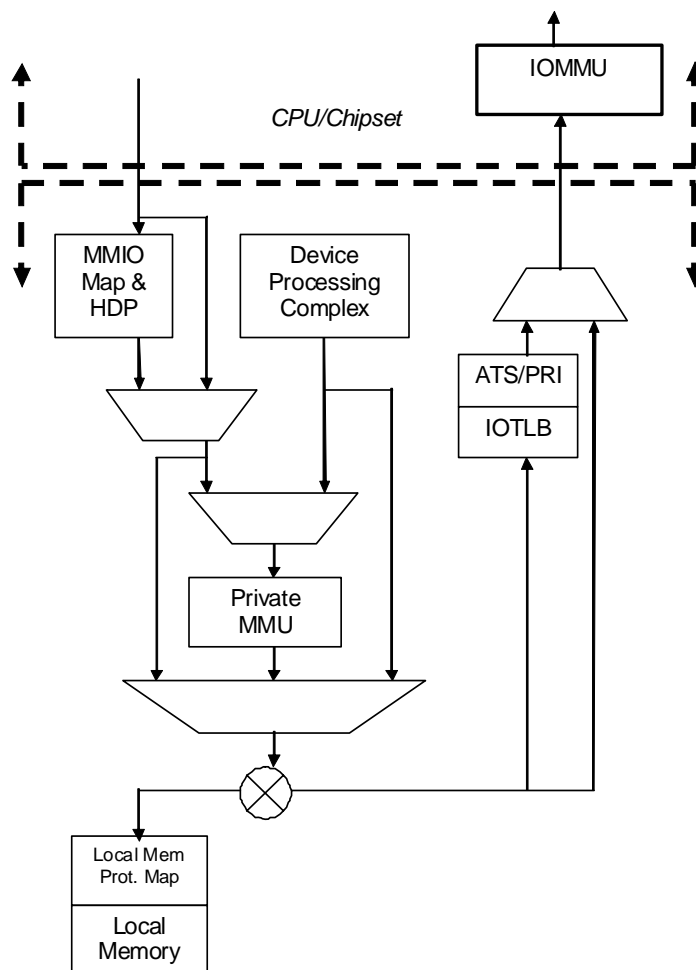 IOMMU
CPU/Chipset
MMIO
Map &
HDP
Device
Processing
Complex
ATS/PRI
IOTLB
Private
MMU
Local Mem
Prot. Map
Local
Memory